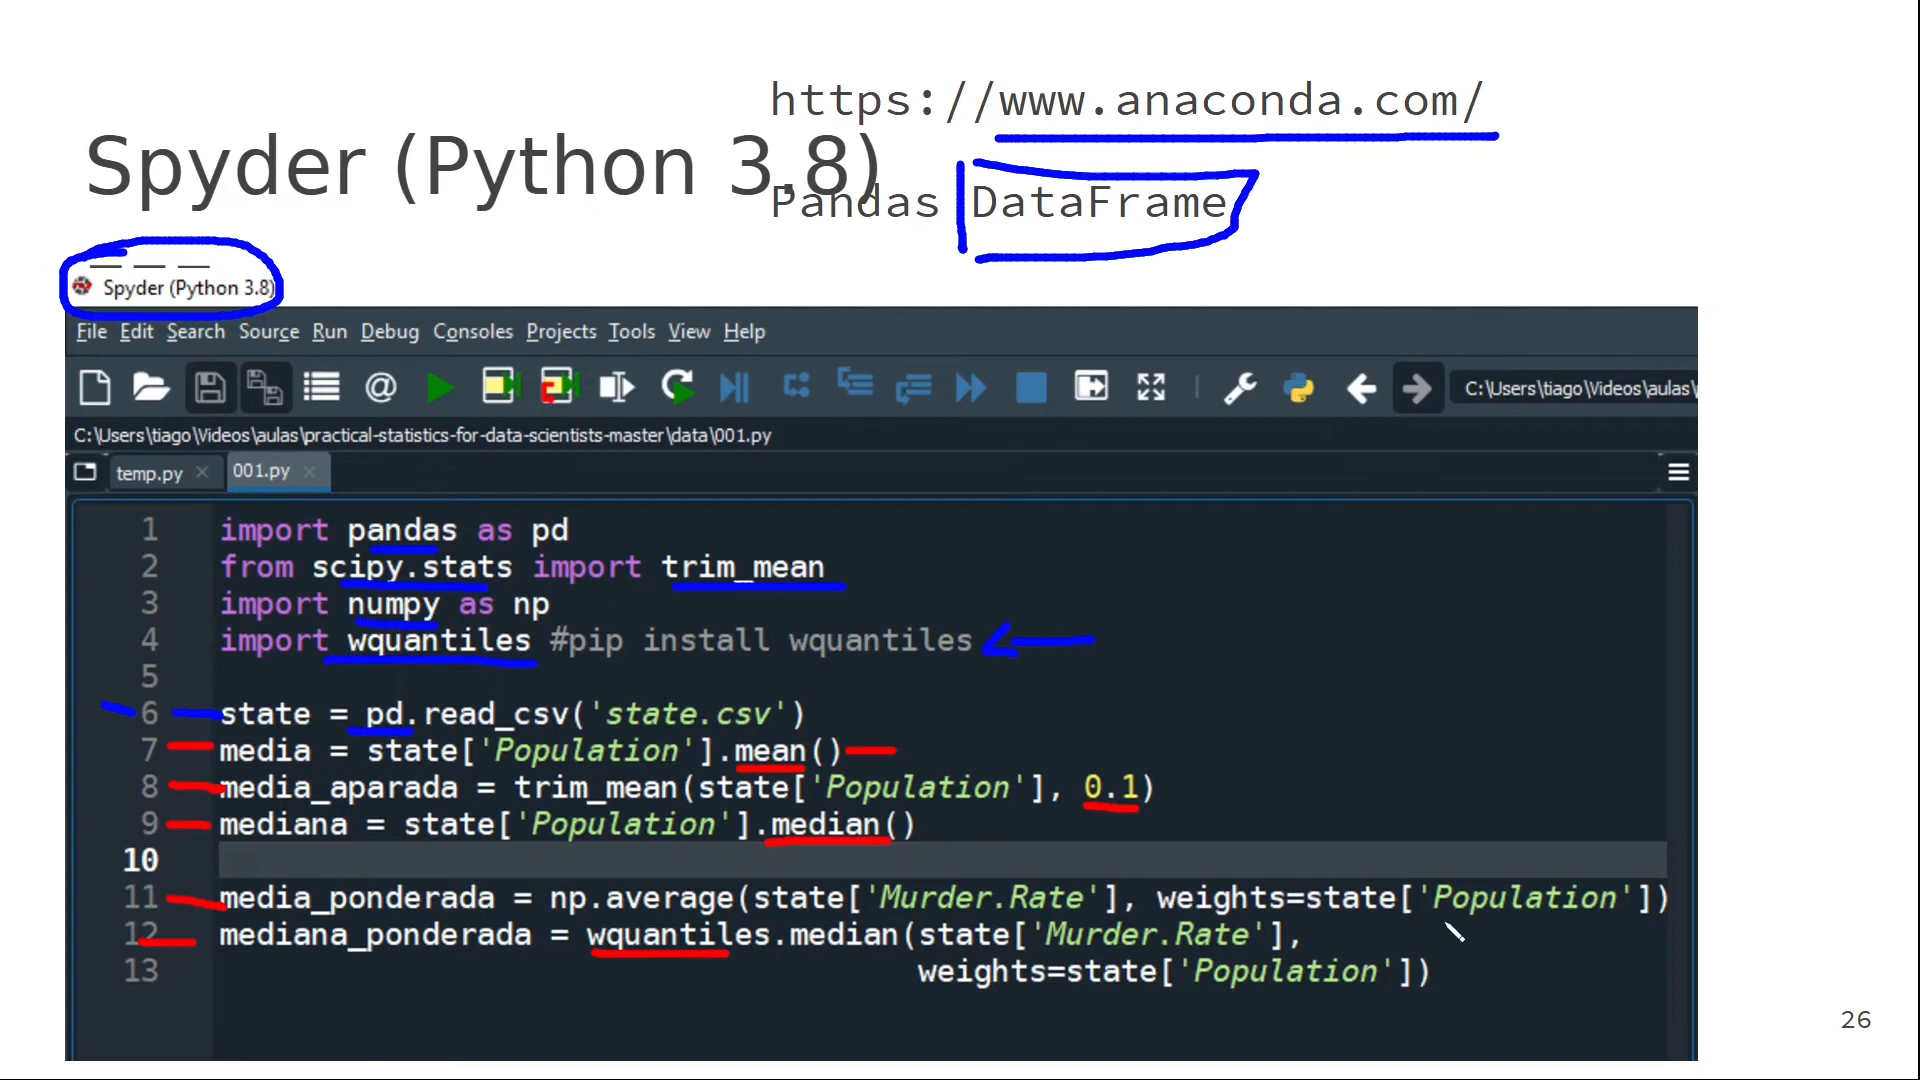 https://www.anaconda.com/
Spyder (Python 3.8)
Pandas DataFrame
Spyder (Python 3.8)
File Edit Search Source Run Debug Consoles Projects Tools View Help
C:\Users\tiago\Videos\aulas\
C:\Users\tiago\Videos\aulas\practical-statistics-for-data-scientists-master\data\001.py
temp.py 001.py
1 import pandas as pd
2 from scipy.stats import trim_mean
3 import numpy as np
4 import wquantiles #pip install wquantiles
5
6 state = pd.read_csv('state.csv')
7 media = state['Population'].mean()
8 media_aparada = trim_mean(state['Population'], 0.1)
9 mediana = state['Population'].median()
10
11 media_ponderada = np.average(state['Murder.Rate'], weights=state['Population'])
12 mediana_ponderada = wquantiles.median(state['Murder.Rate'],
13 weights=state['Population'])
26